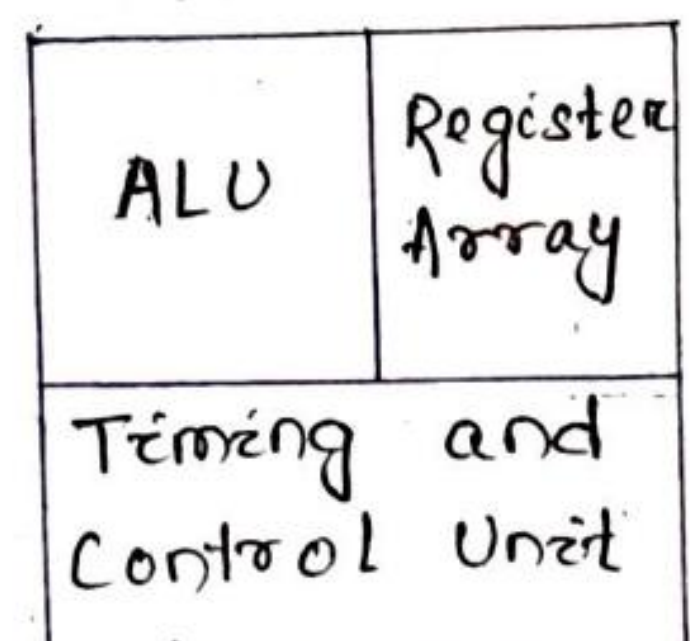 ALU
Register
Array
Timing and
Control Unit